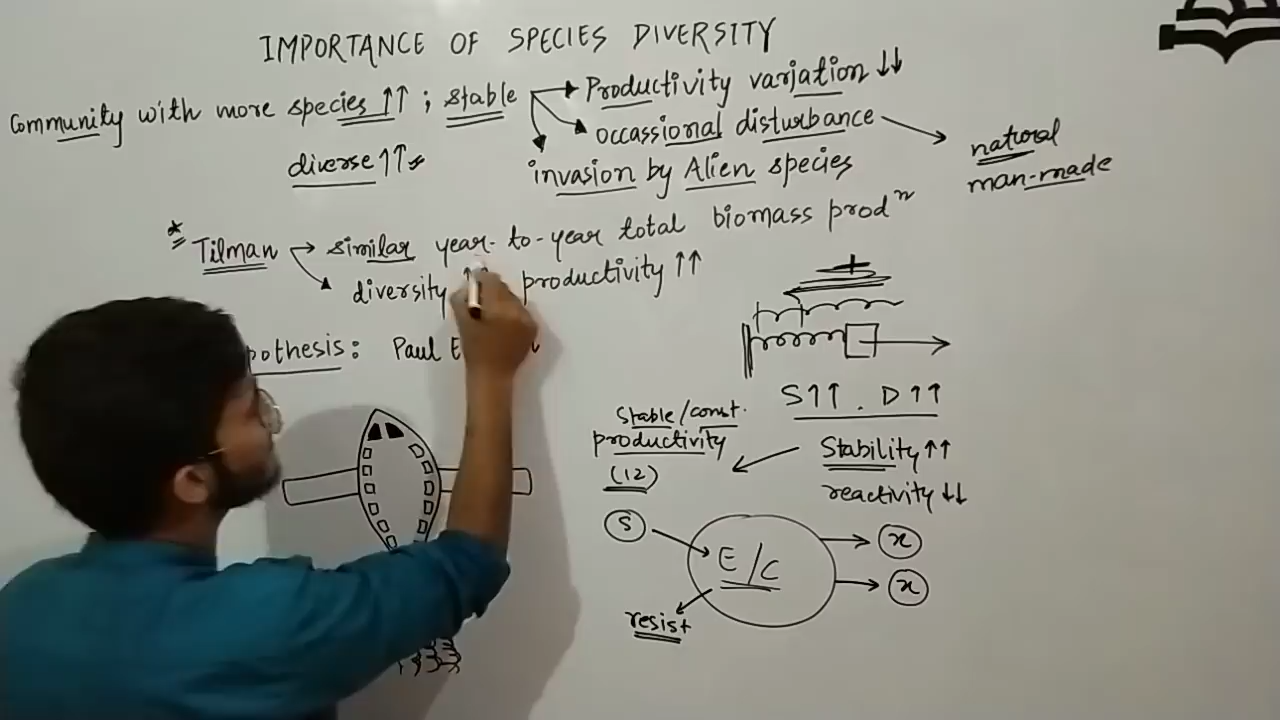 IMPORTANCE OF SPECIES DIVERSITY
Community with more species ↑↑ ; stable → Productivity variation ↓↓
diverse ↑↑
occassional disturbance → natural
man-made
invasion by Alien species
* Tilman → similar year-to-year total biomass prodⁿ
diversity ↑↑ productivity ↑↑
pothesis: Paul E
S↑↑ . D↑↑
Stable/const.
productivity
(12)
Stability ↑↑
reactivity ↓↓
S
E/C
x
x
resist